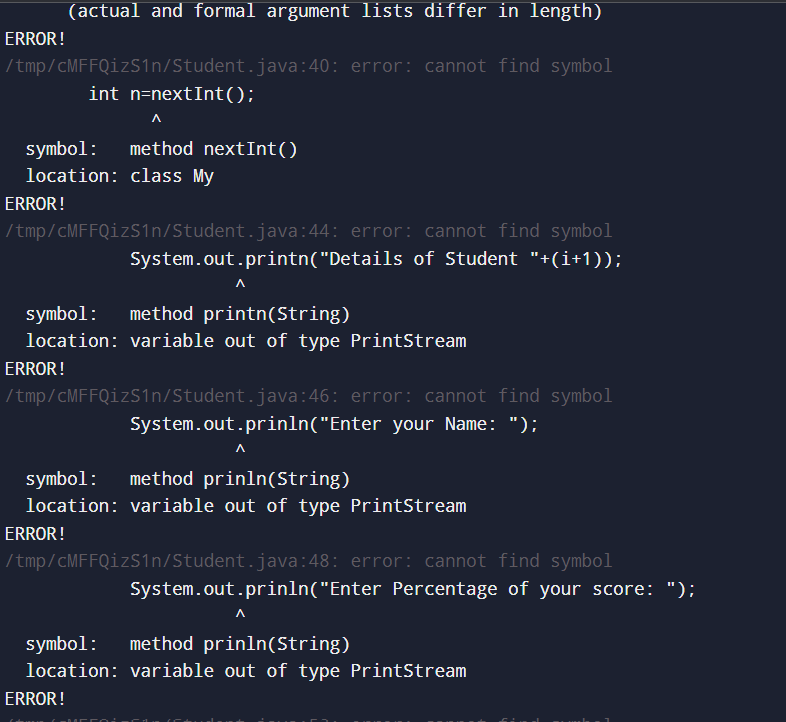 (actual and formal argument lists differ in length)
ERROR!
/tmp/cMFFQizS1n/Student.java:40: error: cannot find symbol
        int n=nextInt();
              ^
  symbol:   method nextInt()
  location: class My
ERROR!
/tmp/cMFFQizS1n/Student.java:44: error: cannot find symbol
            System.out.printn("Details of Student "+(i+1));
                      ^
  symbol:   method printn(String)
  location: variable out of type PrintStream
ERROR!
/tmp/cMFFQizS1n/Student.java:46: error: cannot find symbol
            System.out.prinln("Enter your Name: ");
                      ^
  symbol:   method prinln(String)
  location: variable out of type PrintStream
ERROR!
/tmp/cMFFQizS1n/Student.java:48: error: cannot find symbol
            System.out.prinln("Enter Percentage of your score: ");
                      ^
  symbol:   method prinln(String)
  location: variable out of type PrintStream
ERROR!